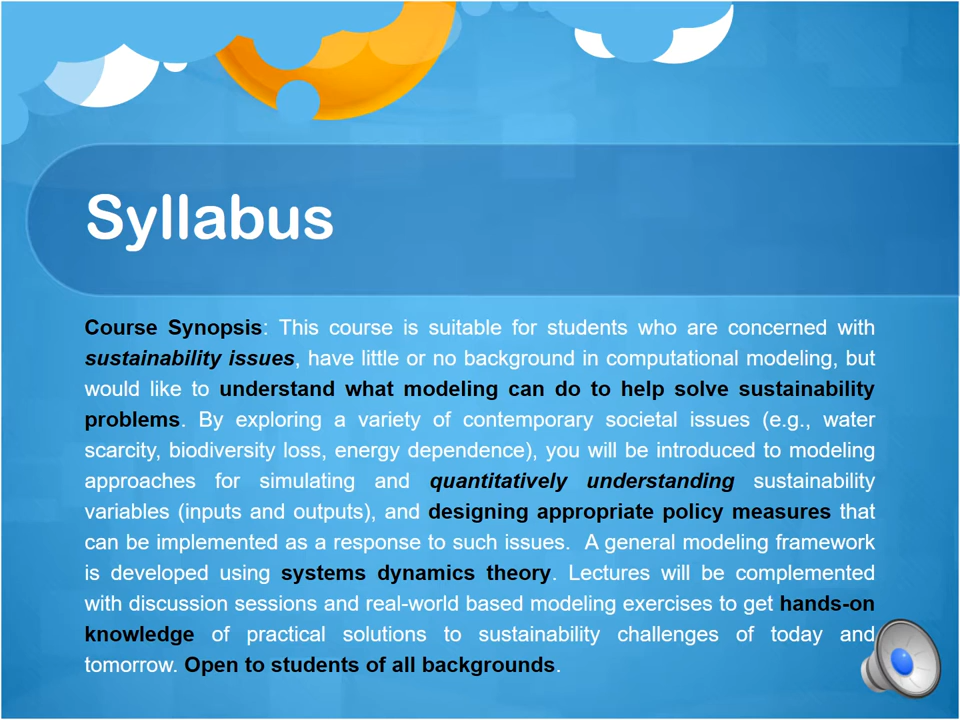 Syllabus
Course Synopsis: This course is suitable for students who are concerned with
sustainability issues, have little or no background in computational modeling, but
would like to understand what modeling can do to help solve sustainability
problems. By exploring a variety of contemporary societal issues (e.g., water
scarcity, biodiversity loss, energy dependence), you will be introduced to modeling
approaches for simulating and quantitatively understanding sustainability
variables (inputs and outputs), and designing appropriate policy measures that
can be implemented as a response to such issues. A general modeling framework
is developed using systems dynamics theory. Lectures will be complemented
with discussion sessions and real-world based modeling exercises to get hands-on
knowledge of practical solutions to sustainability challenges of today and
tomorrow. Open to students of all backgrounds.